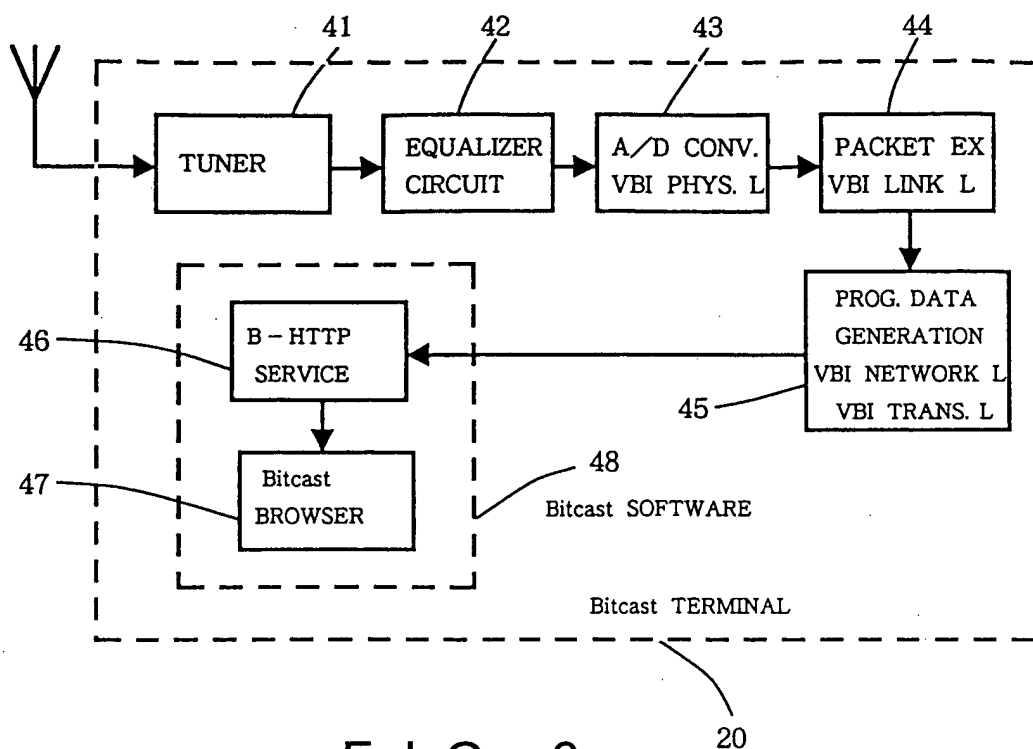 41
42
43
44
TUNER
EQUALIZER
CIRCUIT
A/D CONV.
VBI PHYS. L
PACKET EX
VBI LINK L
PROG. DATA
GENERATION
VBI NETWORK L
VBI TRANS. L
45
46
B-HTTP
SERVICE
47
Bitcast
BROWSER
48
Bitcast SOFTWARE
Bitcast TERMINAL
20